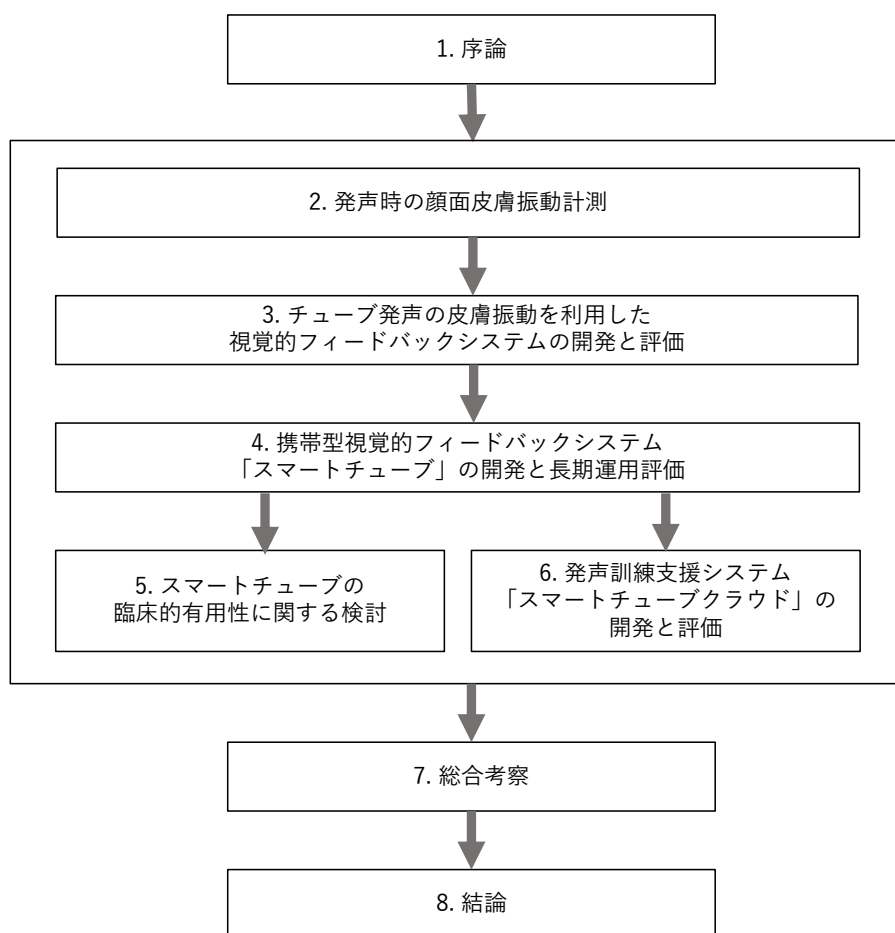 1. 序論
2. 発声時の顔面皮膚振動計測
3. チューブ発声の皮膚振動を利用した
視覚的フィードバックシステムの開発と評価
4. 携帯型視覚的フィードバックシステム
「スマートチューブ」の開発と長期運用評価
5. スマートチューブの
臨床的有用性に関する検討
6. 発声訓練支援システム
「スマートチューブクラウド」の
開発と評価
7. 総合考察
8. 結論